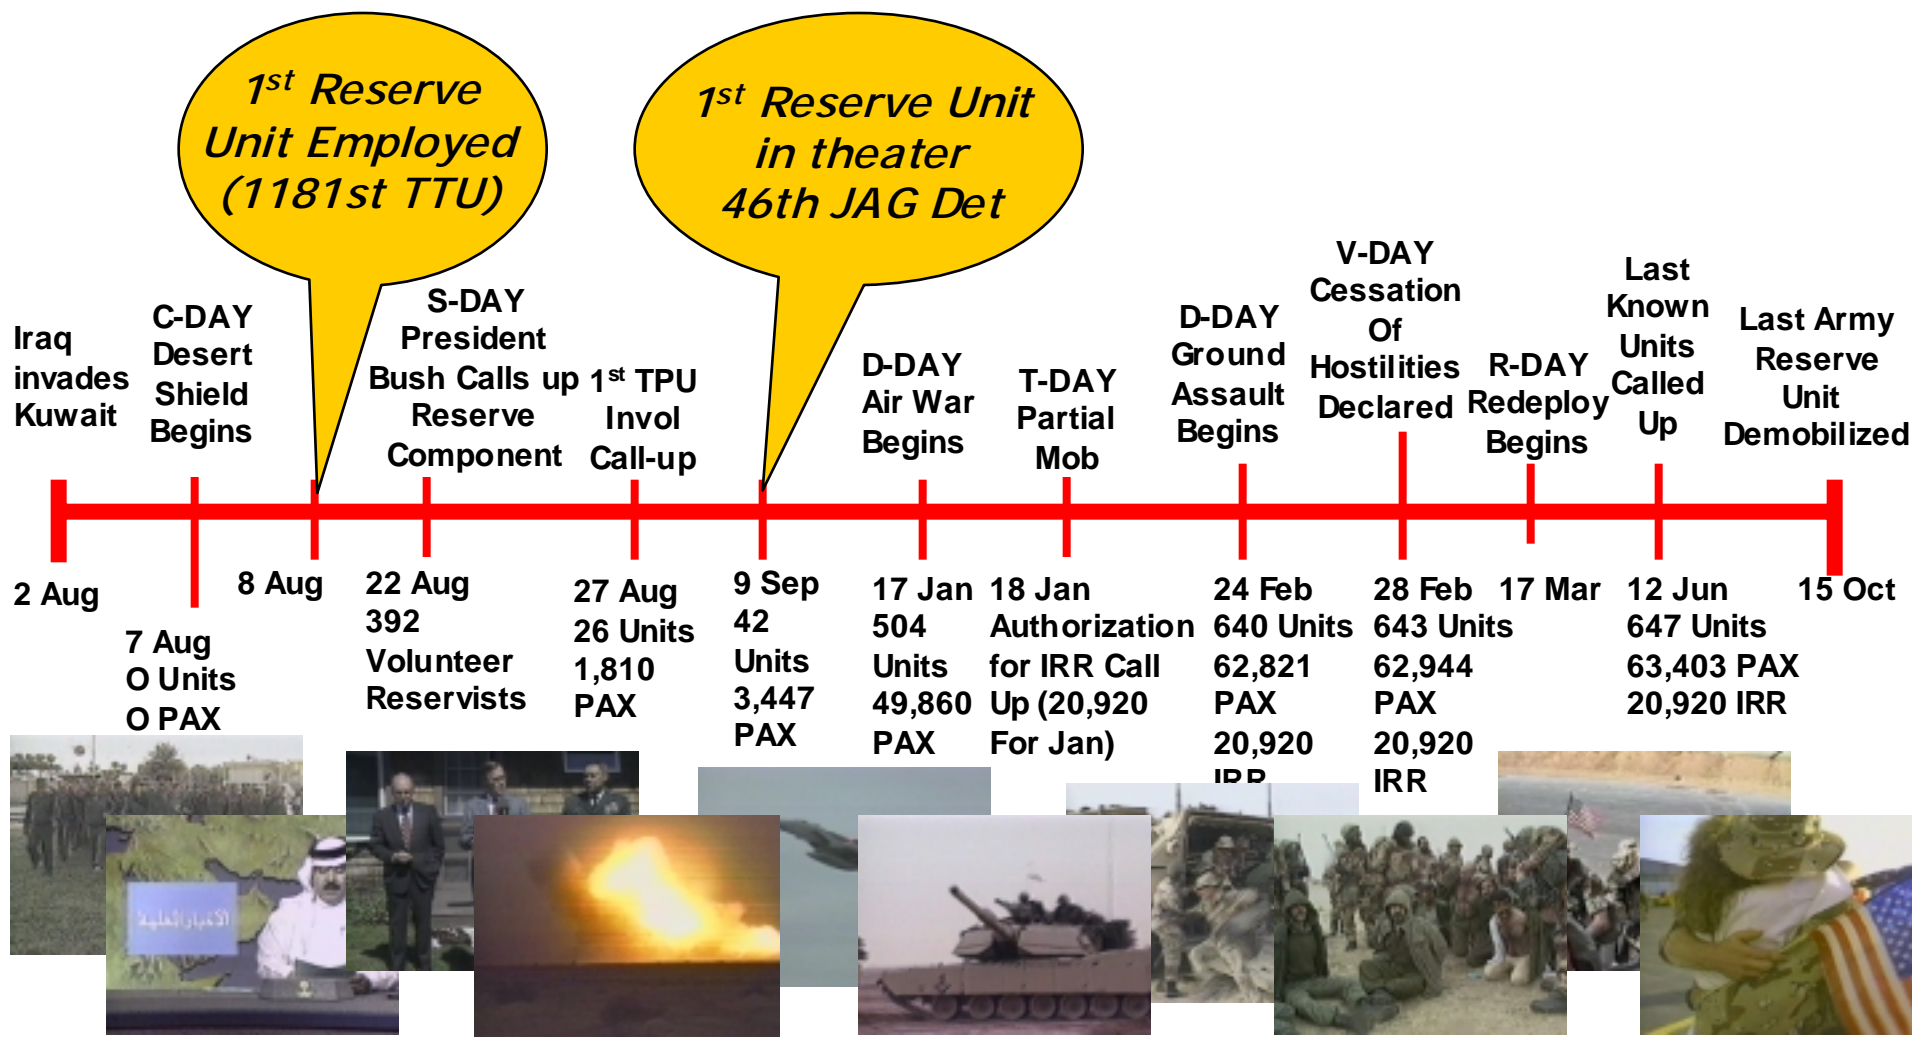 1st Reserve
Unit Employed
(1181st TTU)
1st Reserve Unit
in theater
46th JAG Det
Iraq
invades
Kuwait
C-DAY
Desert
Shield
Begins
S-DAY
President
Bush Calls up
Reserve
Component
1st TPU
Invol
Call-up
D-DAY
Air War
Begins
T-DAY
Partial
Mob
D-DAY
Ground
Assault
Begins
V-DAY
Cessation
Of
Hostilities
Declared
R-DAY
Redeploy
Begins
Last
Known
Units
Called
Up
Last Army
Reserve
Unit
Demobilized
2 Aug
7 Aug
O Units
O PAX
8 Aug
22 Aug
392
Volunteer
Reservists
27 Aug
26 Units
1,810
PAX
9 Sep
42
Units
3,447
PAX
17 Jan
504
Units
49,860
PAX
18 Jan
Authorization
for IRR Call
Up (20,920
For Jan)
24 Feb
640 Units
62,821
PAX
20,920
IRR
28 Feb
643 Units
62,944
PAX
20,920
IRR
17 Mar
12 Jun
647 Units
63,403 PAX
20,920 IRR
15 Oct
الأخبار المحلية